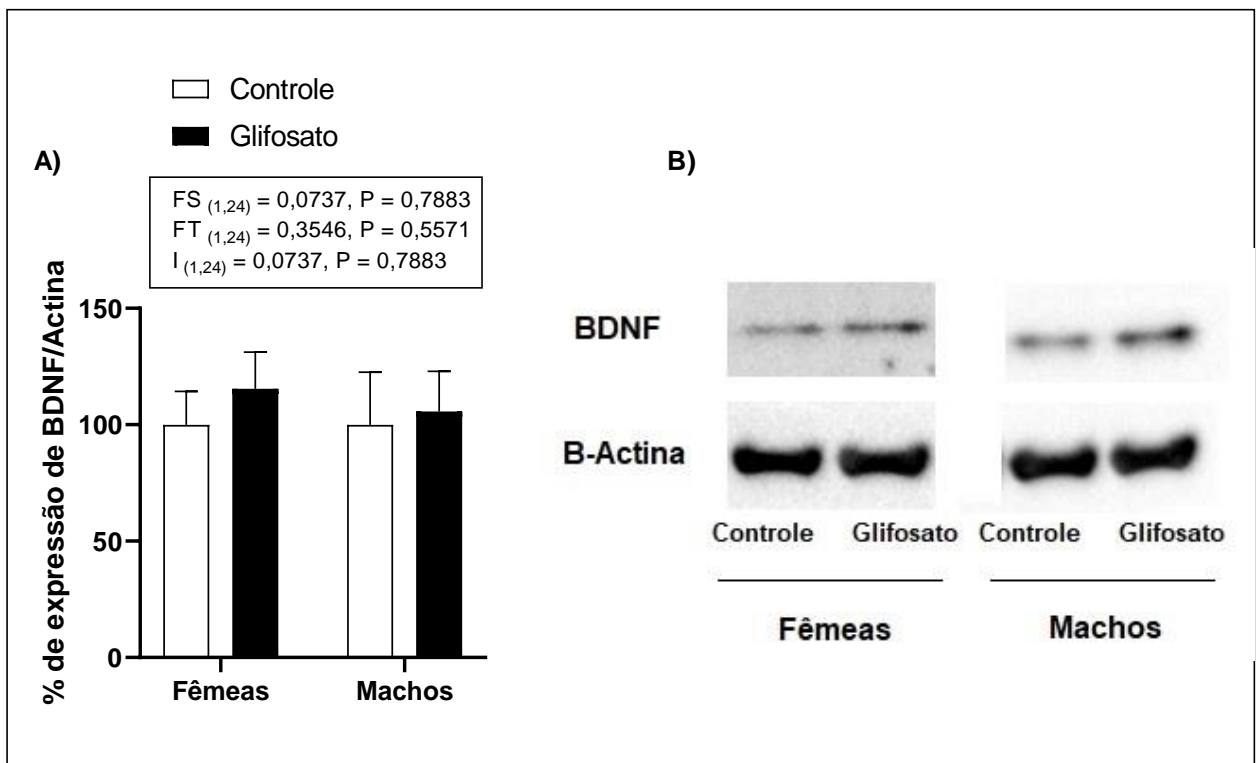 Controle
Glifosato
A)
FS (1,24) = 0,0737, P = 0,7883
FT (1,24) = 0,3546, P = 0,5571
I (1,24) = 0,0737, P = 0,7883
% de expressão de BDNF/Actina
150
100
50
0
Fêmeas Machos
B)
BDNF
B-Actina
Controle Glifosato Controle Glifosato
Fêmeas Machos